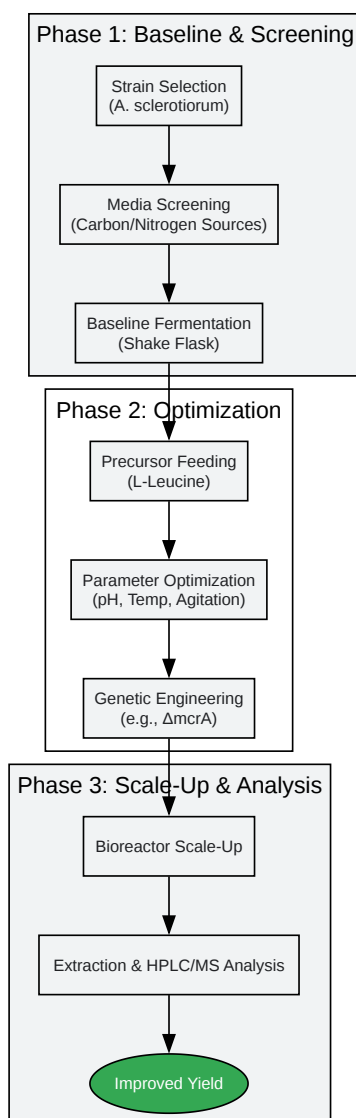 Phase 1: Baseline & Screening
Strain Selection
(A. sclerotiorum)
Media Screening
(Carbon/Nitrogen Sources)
Baseline Fermentation
(Shake Flask)
Phase 2: Optimization
Precursor Feeding
(L-Leucine)
Parameter Optimization
(pH, Temp, Agitation)
Genetic Engineering
(e.g., ΔmcrA)
Phase 3: Scale-Up & Analysis
Bioreactor Scale-Up
Extraction & HPLC/MS Analysis
Improved Yield